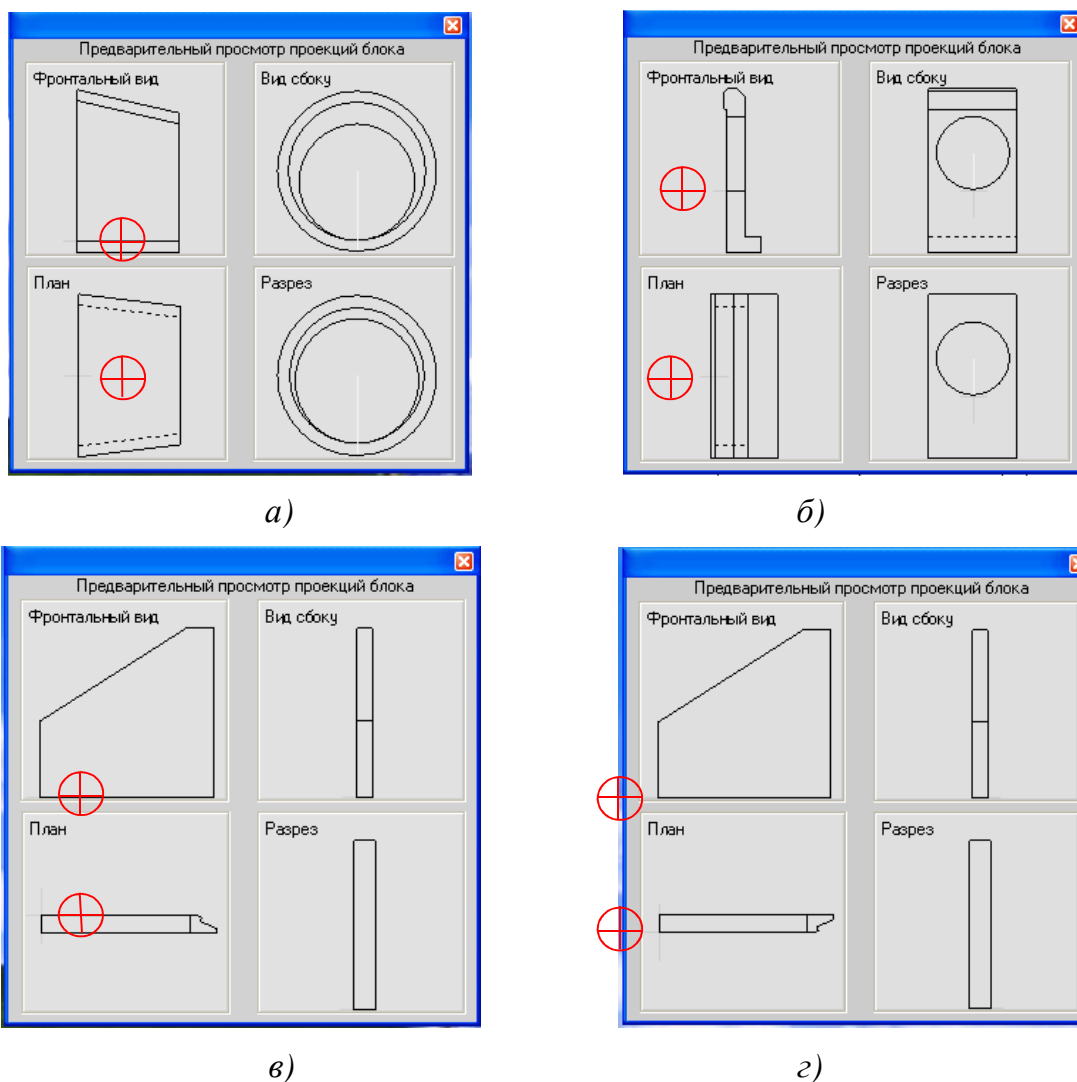 Предварительный просмотр проекций блока
Фронтальный вид
Вид сбоку
План
Разрез
а)
Предварительный просмотр проекций блока
Фронтальный вид
Вид сбоку
План
Разрез
б)
Предварительный просмотр проекций блока
Фронтальный вид
Вид сбоку
План
Разрез
в)
Предварительный просмотр проекций блока
Фронтальный вид
Вид сбоку
План
Разрез
г)